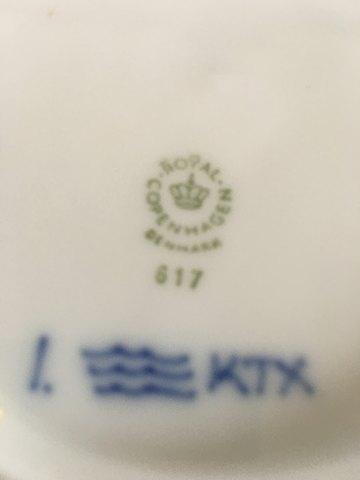 ROYAL
COPENHAGEN
DENMARK
617
1. KTX